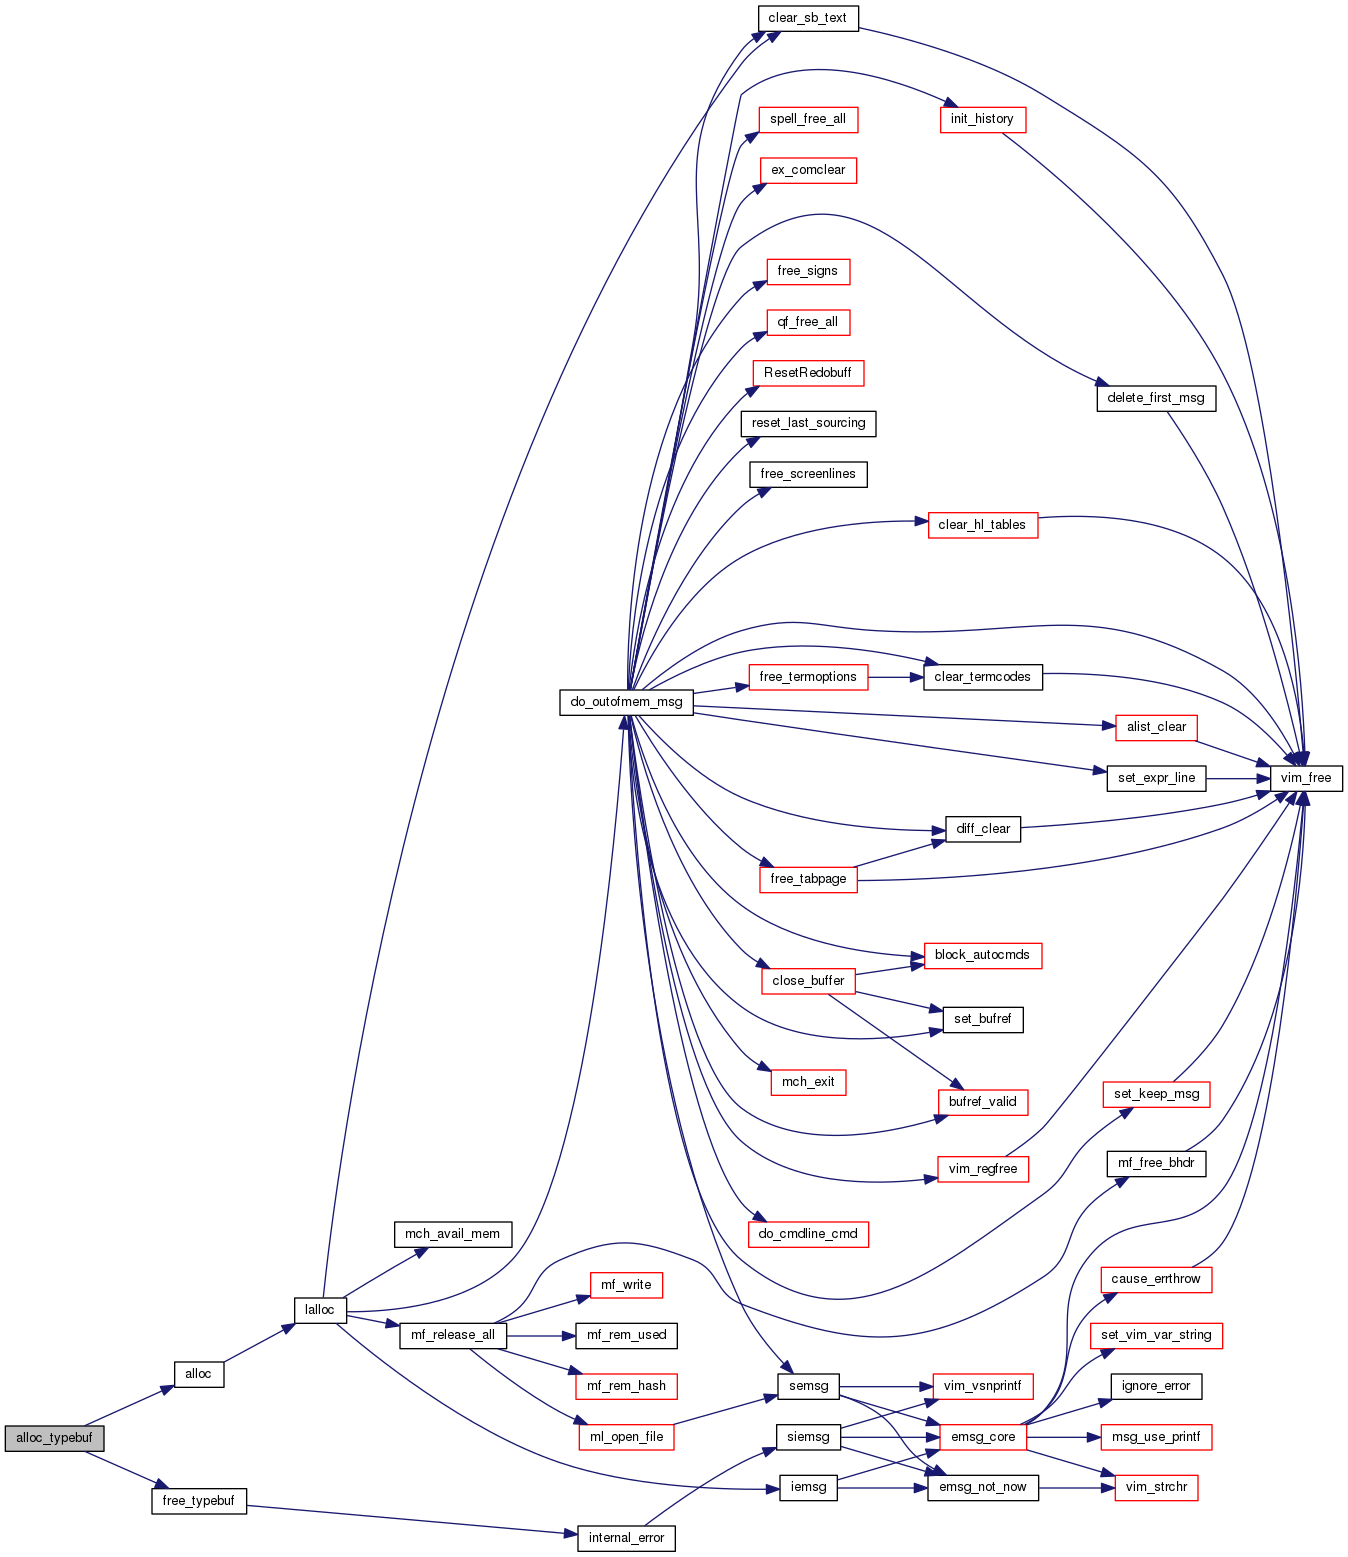 clear_sb_text
spell_free_all
init_history
ex_comclear
free_signs
qf_free_all
ResetRedobuff
delete_first_msg
reset_last_sourcing
free_screenlines
clear_hl_tables
free_termoptions
clear_termcodes
do_outofmem_msg
alist_clear
set_expr_line
vim_free
diff_clear
free_tabpage
block_autocmds
close_buffer
set_bufref
mch_exit
bufref_valid
set_keep_msg
vim_regfree
mf_free_bhdr
mch_avail_mem
do_cmdline_cmd
mf_write
cause_errthrow
lalloc
mf_release_all
mf_rem_used
set_vim_var_string
alloc
mf_rem_hash
semsg
vim_vsnprintf
ignore_error
alloc_typebuf
ml_open_file
siemsg
emsg_core
msg_use_printf
free_typebuf
iemsg
emsg_not_now
vim_strchr
internal_error